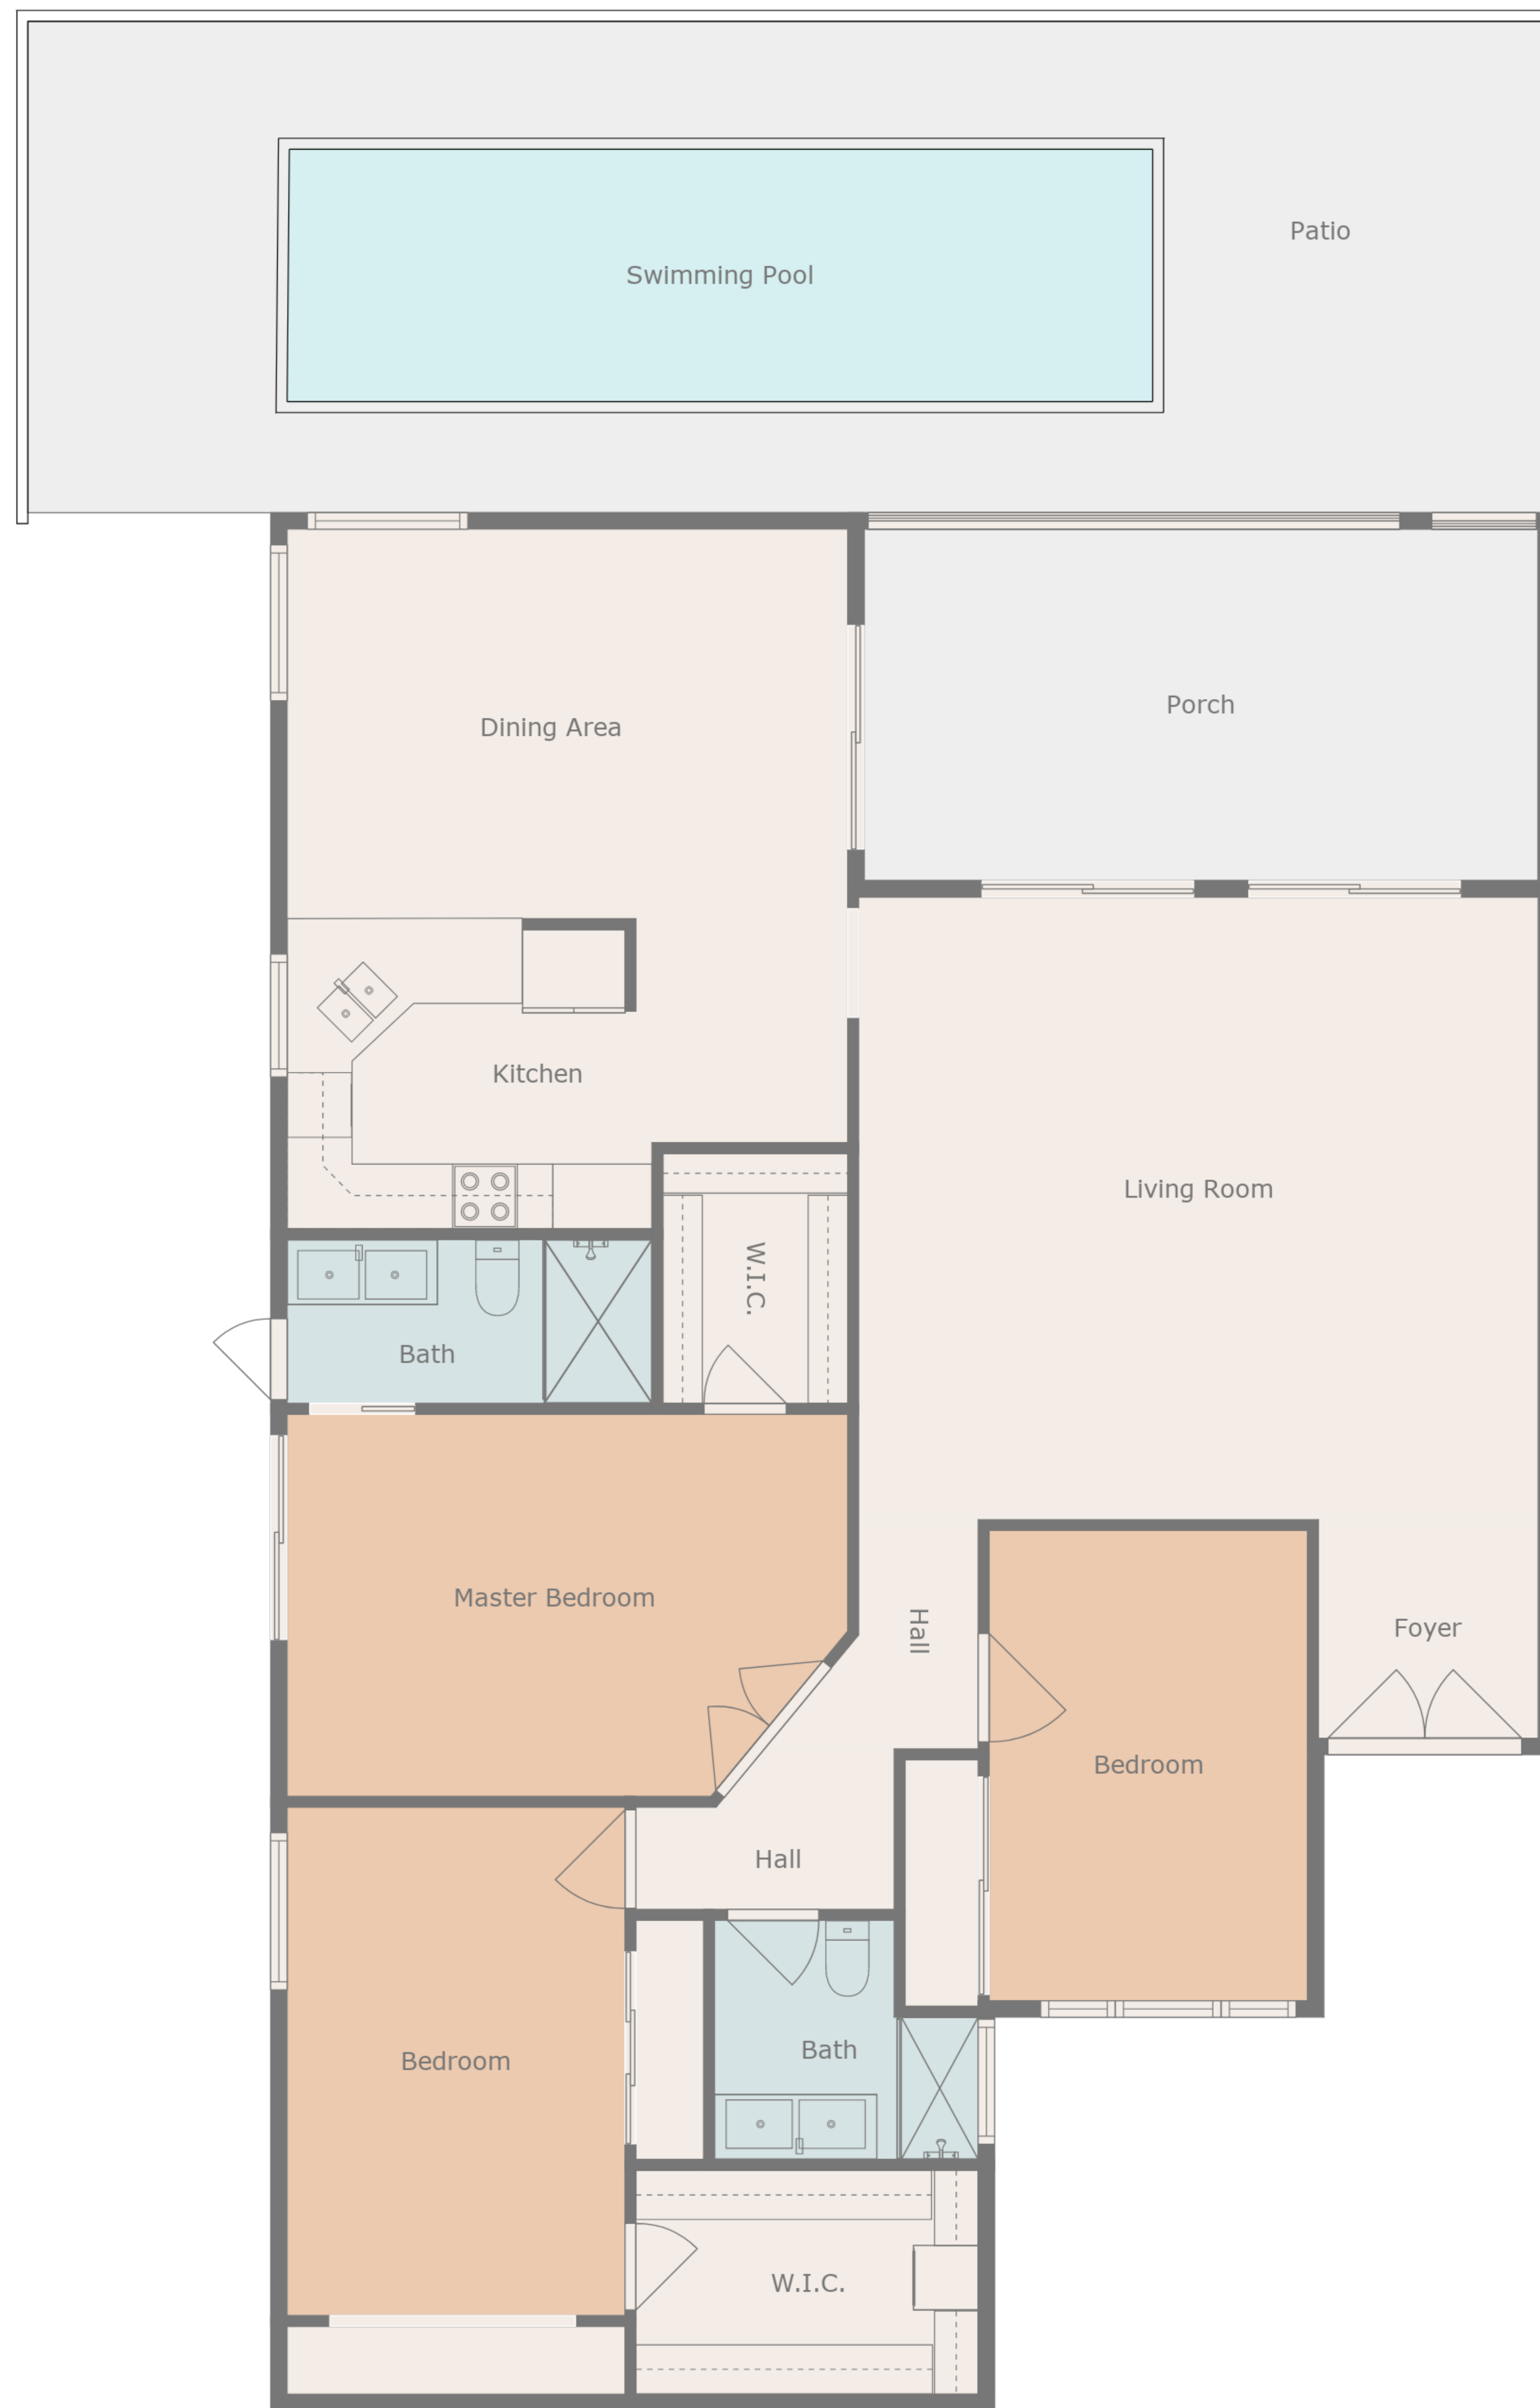 Patio
Swimming Pool
Porch
Dining Area
Kitchen
Living Room
W.I.C.
Bath
Master Bedroom
Hall
Foyer
Bedroom
Hall
Bath
Bedroom
W.I.C.